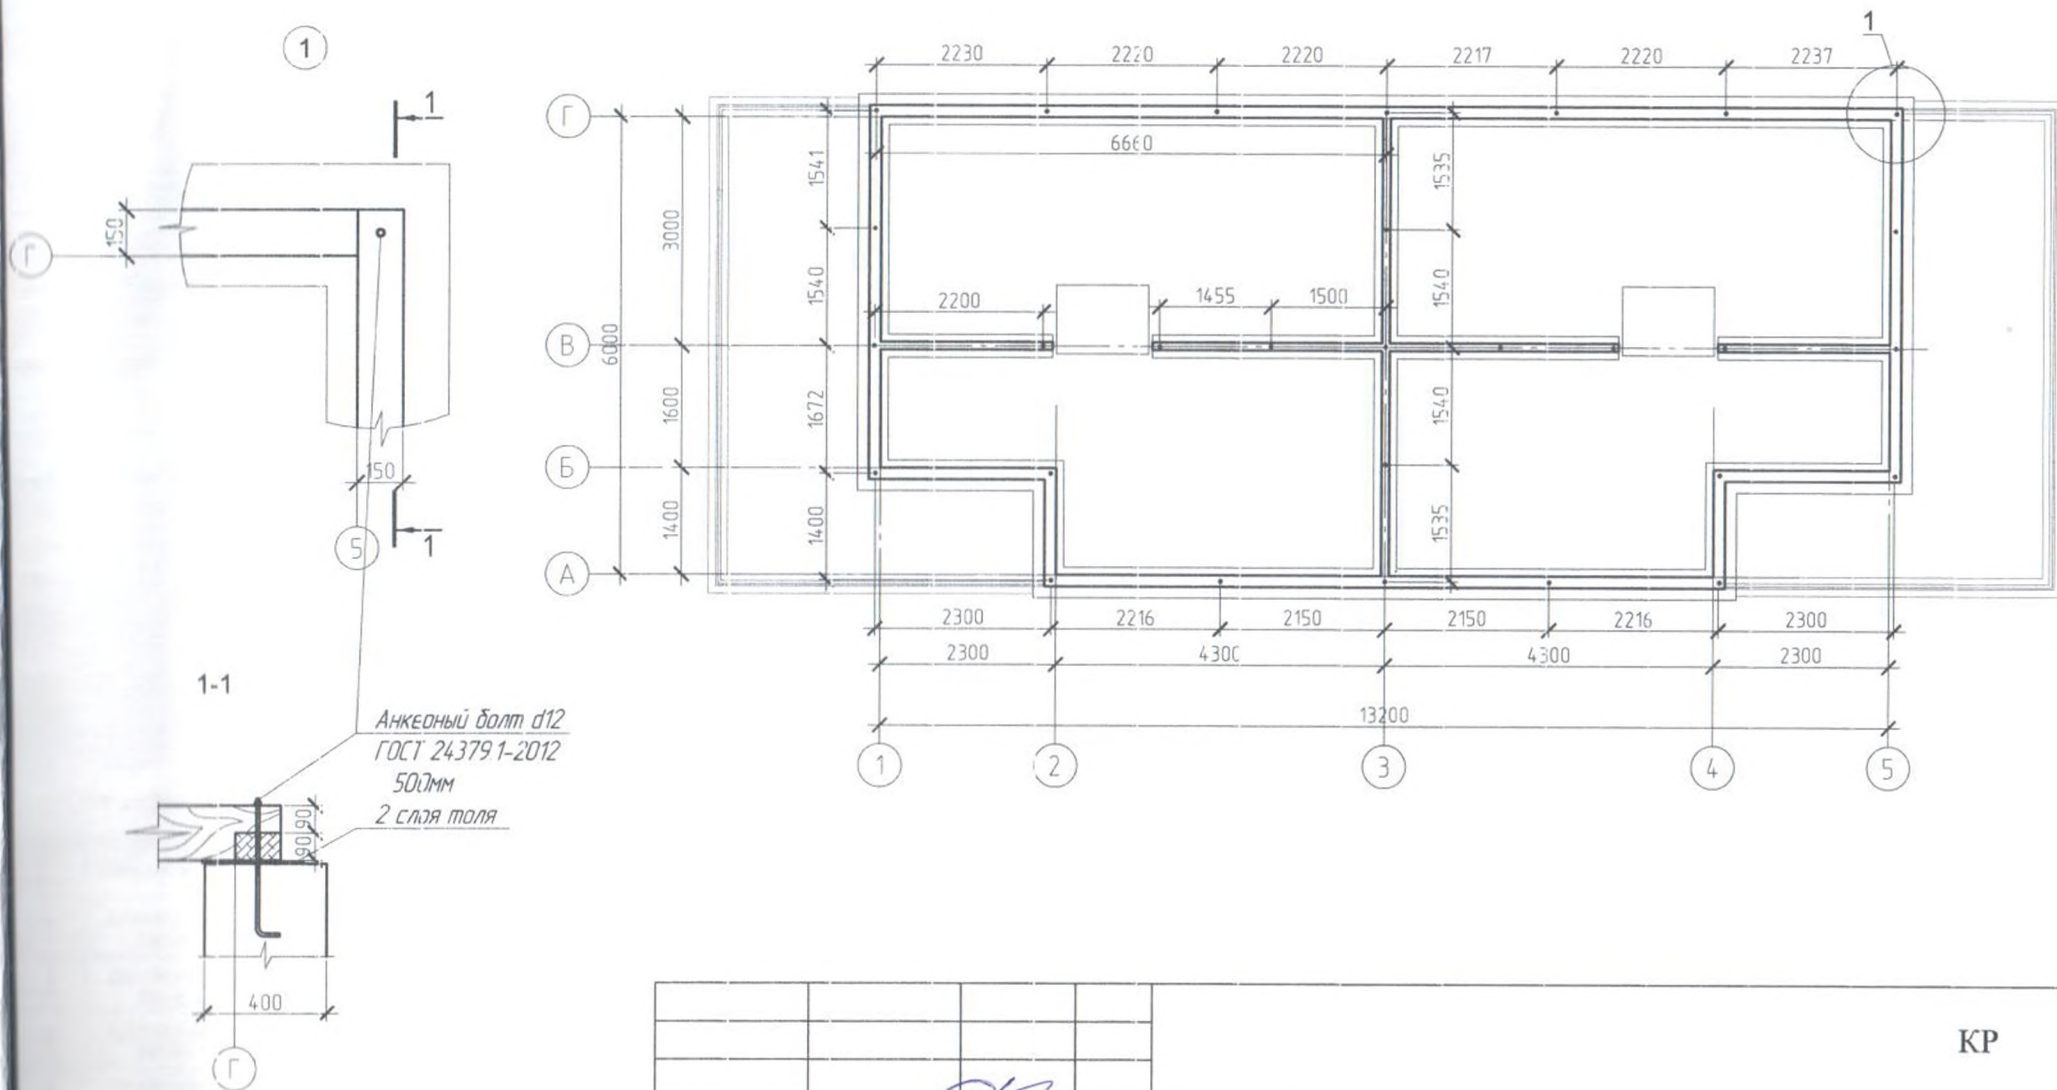 1
1
Г
150
150
5
1
1-1
Анкерный болт d12
ГОСТ 24379.1-2012
500мм
2 слоя толя
90
90
400
Г
1
2230 2220 2220 2217 2220 2237
Г
6660
1541
1535
3000
1540
1540
2200
1455 1500
В
6000
1600
1672
1540
Б
1400
1400
1535
А
2300 2216 2150 2150 2216 2300
2300 4300 4300 2300
13200
1 2 3 4 5
КР